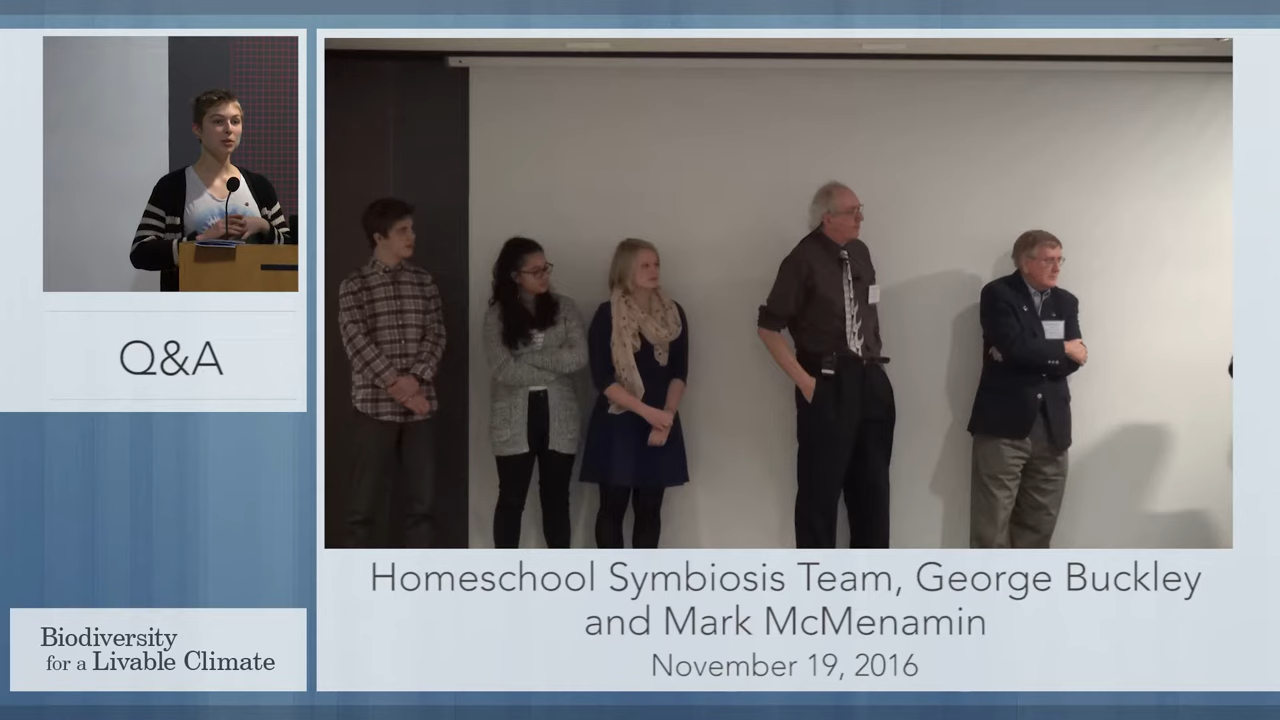 Q&A
Homeschool Symbiosis Team, George Buckley
and Mark McMenamin
November 19, 2016
Biodiversity
for a Livable Climate